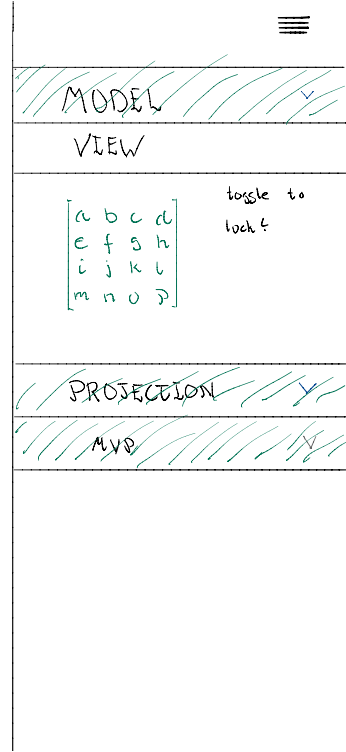 MODEL
VIEW
a b c d
e f g h
i j k l
m n o p
toggle to
lock?
PROJECTION
MVP